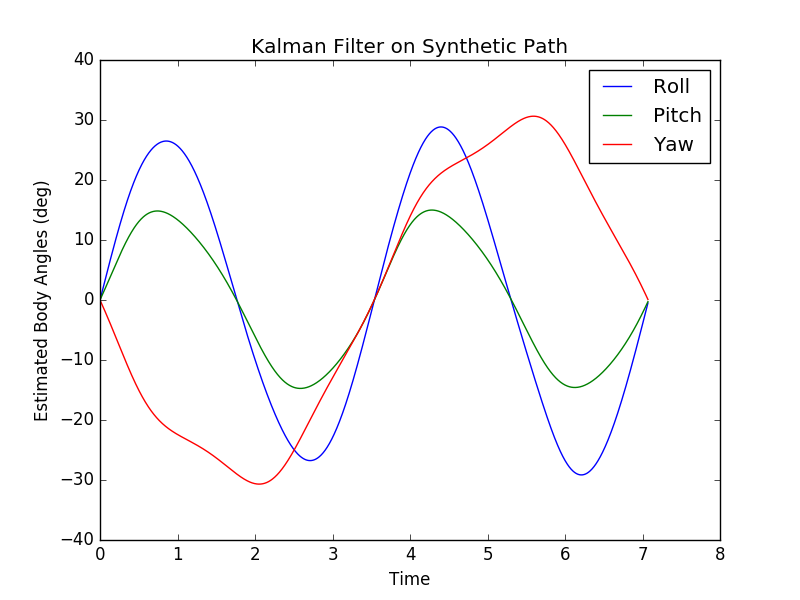 Kalman Filter on Synthetic Path
40
30
20
10
0
−10
−20
−30
−40
Estimated Body Angles (deg)
Roll
Pitch
Yaw
0 1 2 3 4 5 6 7 8
Time